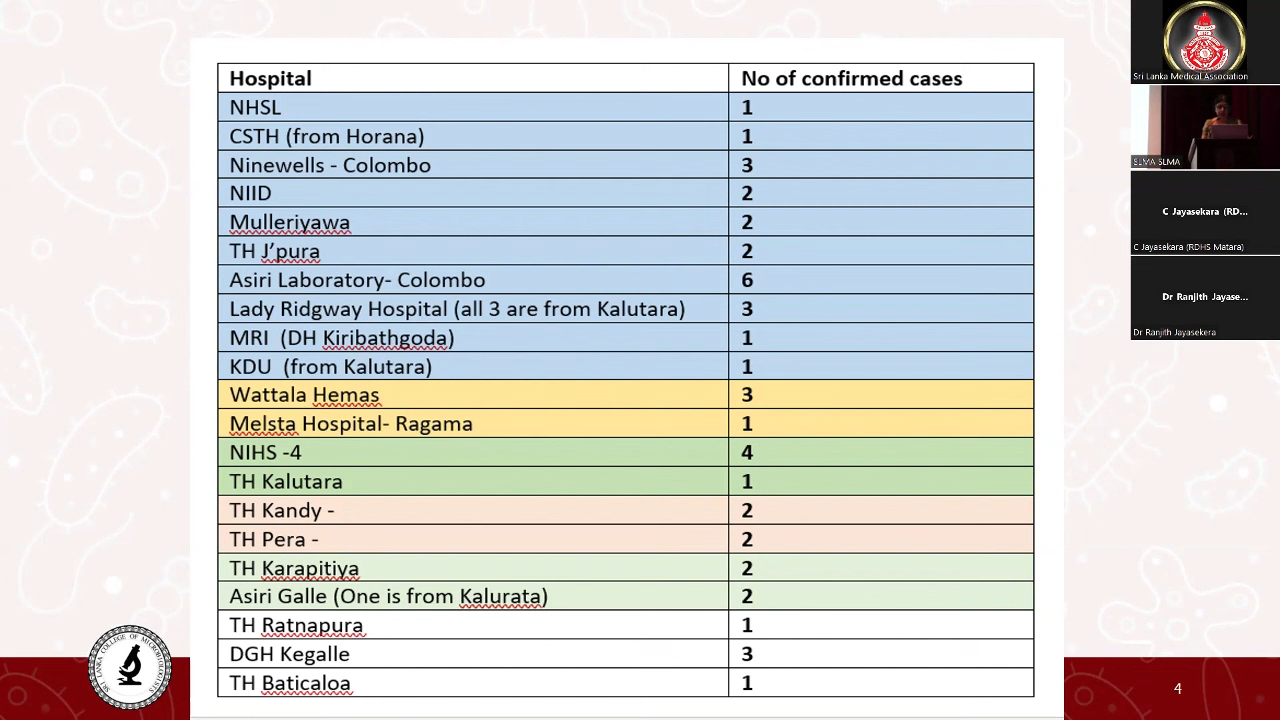 Hospital No of confirmed cases
NHSL 1
CSTH (from Horana) 1
Ninewells - Colombo 3
NIID 2
Mulleriyawa 2
TH J’pura 2
Asiri Laboratory- Colombo 6
Lady Ridgway Hospital (all 3 are from Kalutara) 3
MRI (DH Kiribathgoda) 1
KDU (from Kalutara) 1
Wattala Hemas 3
Melsta Hospital- Ragama 1
NIHS -4 4
TH Kalutara 1
TH Kandy - 2
TH Pera - 2
TH Karapitiya 2
Asiri Galle (One is from Kalurata) 2
TH Ratnapura 1
DGH Kegalle 3
TH Baticaloa 1
SRI LANKA COLLEGE OF MICROBIOLOGISTS
4
Sri Lanka Medical Association
SLMA SLMA
C Jayasekara (RD...
C Jayasekara (RDHS Matara)
Dr Ranjith Jayase...
Dr Ranjith Jayasekera